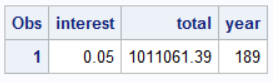 Obs interest total year
1 0.05 1011061.39 189